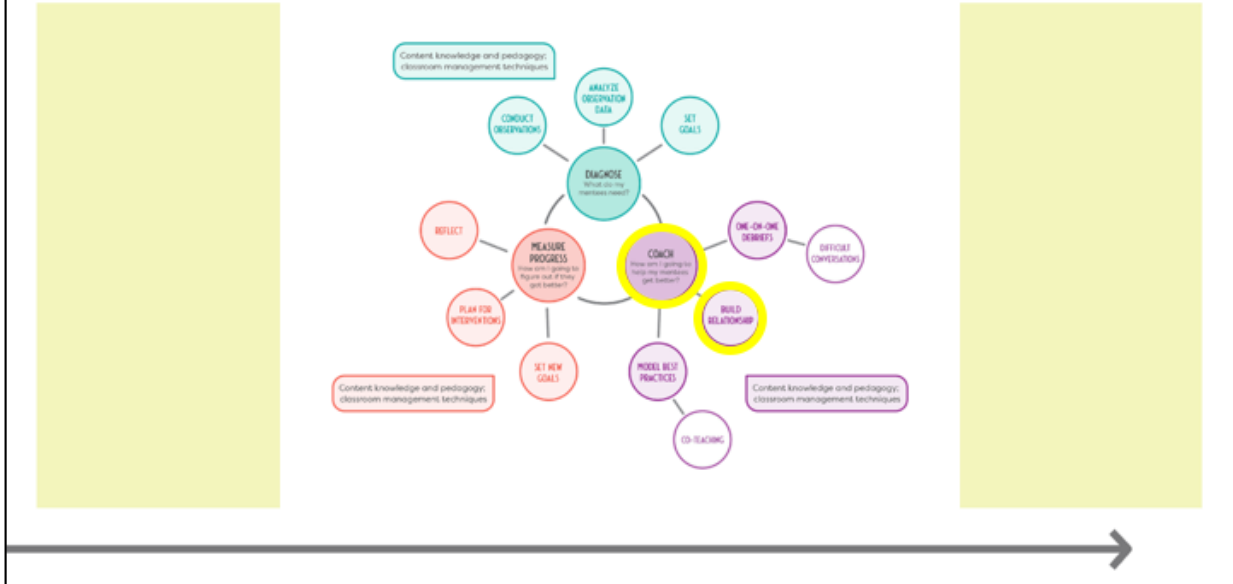 Content knowledge and pedagogy;
classroom management techniques
ANALYZE
OBSERVATION
DATA
CONDUCT
OBSERVATIONS
SET
GOALS
DIAGNOSE
What do my
mentees need?
REFLECT
MEASURE
PROGRESS
How am I going to
figure out if they
got better?
COACH
How am I going to
help my mentees
get better?
ONE-ON-ONE
DEBRIEFS
DIFFICULT
CONVERSATIONS
PLAN FOR
INTERVENTIONS
BUILD
RELATIONSHIP
SET NEW
GOALS
MODEL BEST
PRACTICES
Content knowledge and pedagogy;
classroom management techniques
Content knowledge and pedagogy;
classroom management techniques
CO-TEACHING